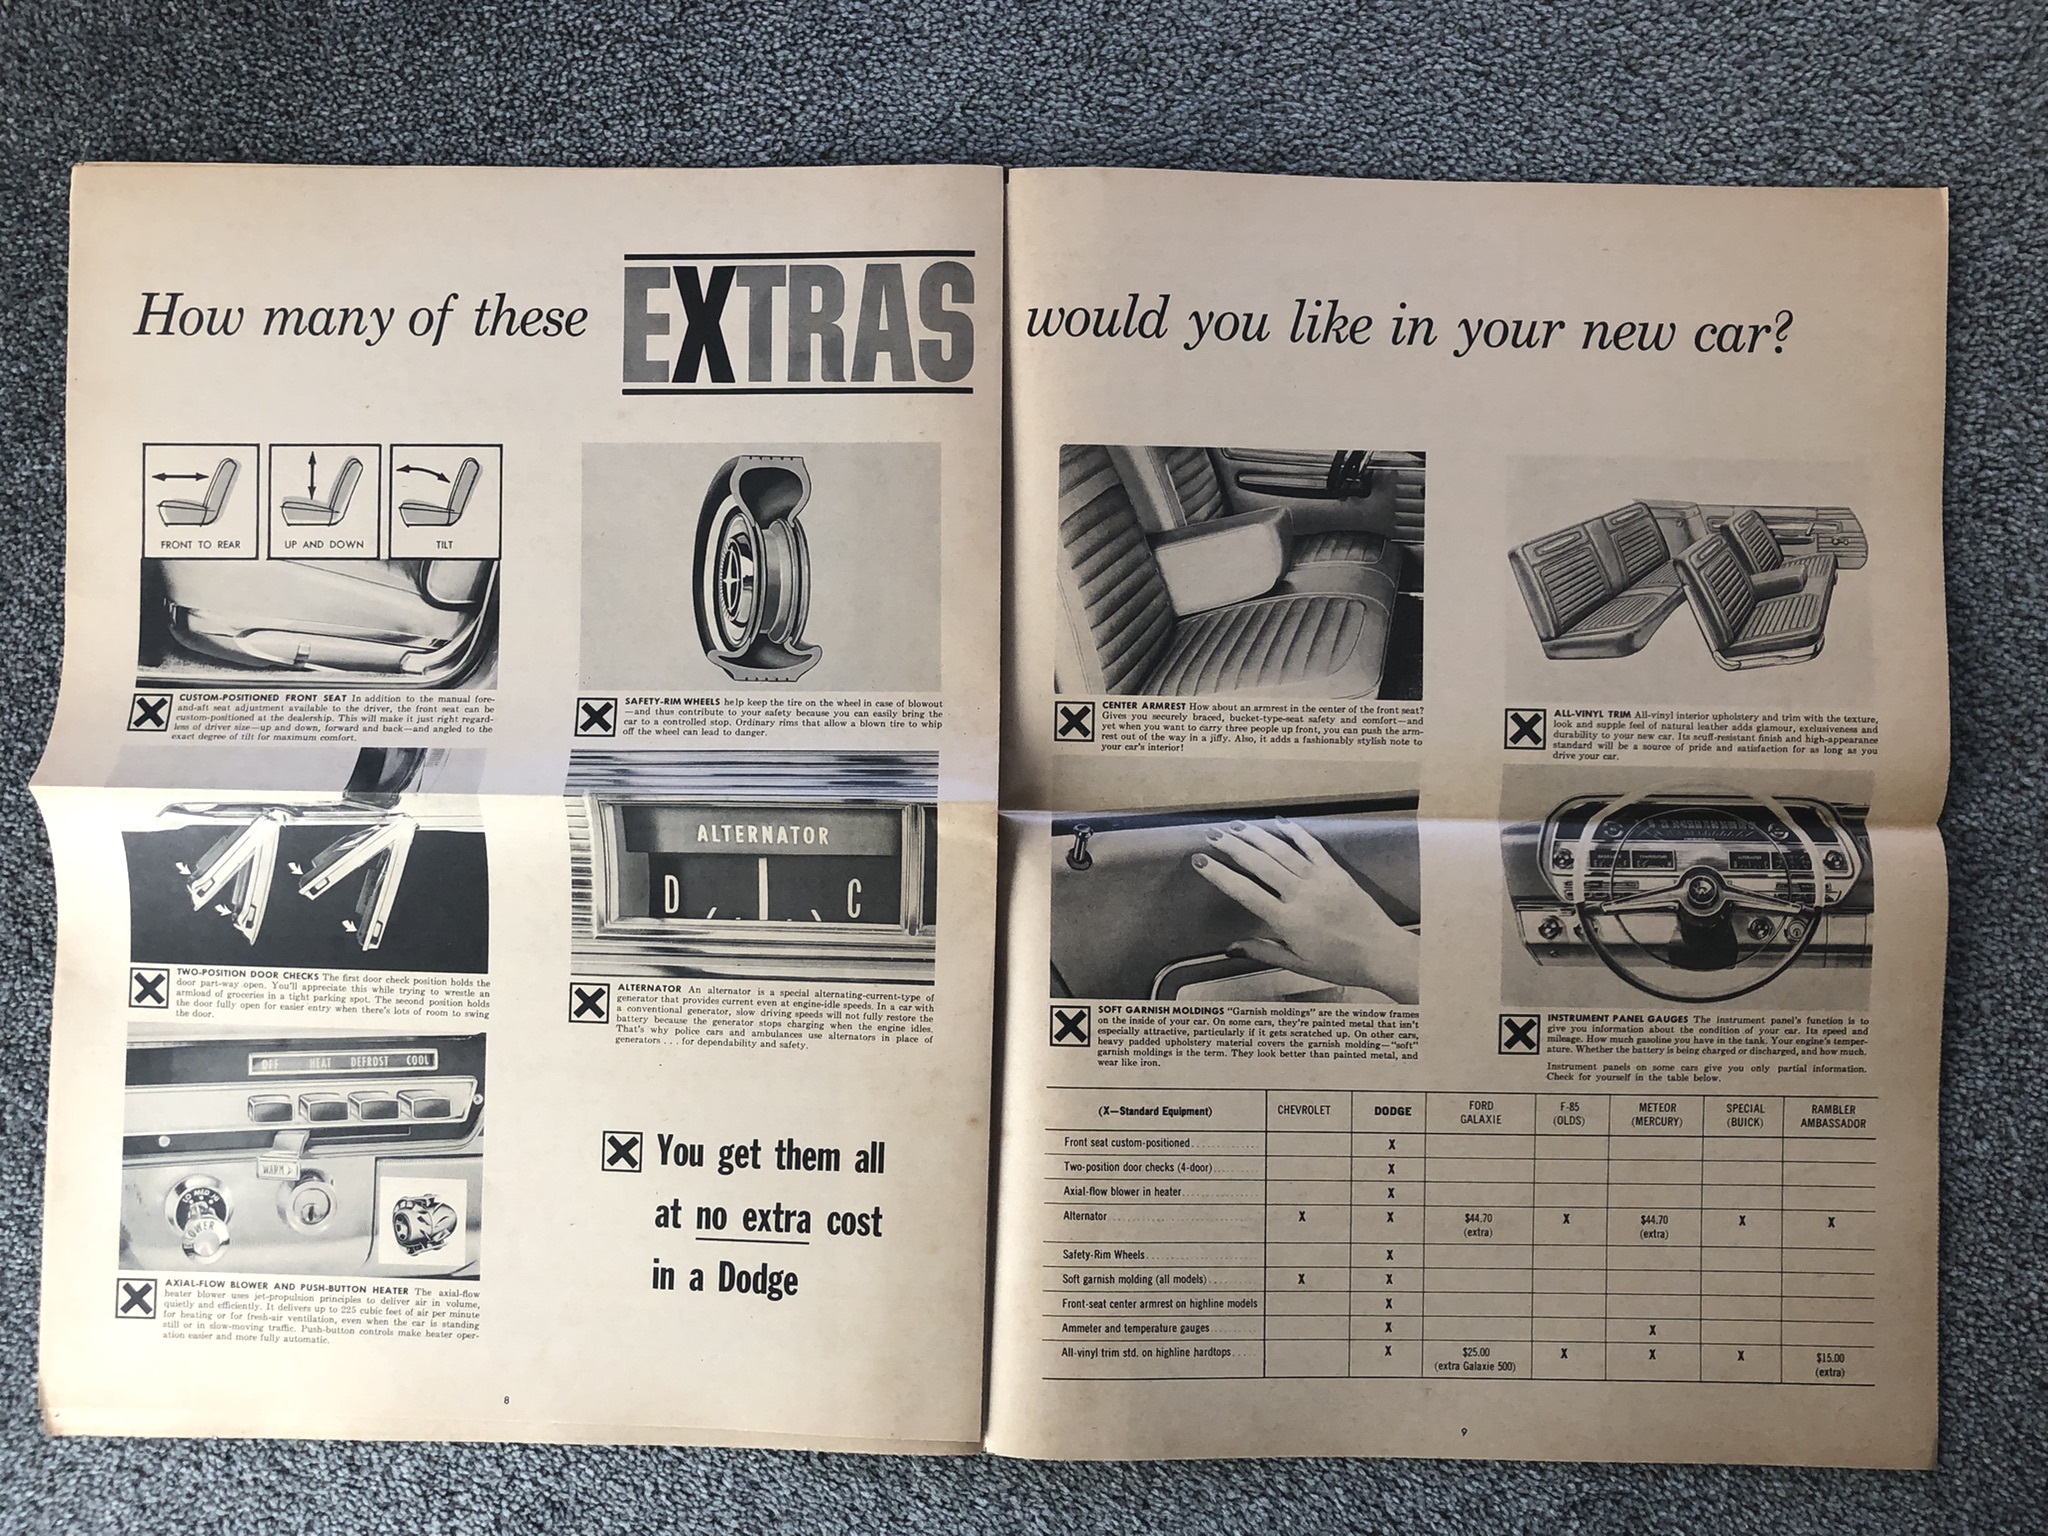 How many of these EXTRAS would you like in your new car?
FRONT TO REAR
UP AND DOWN
TILT
CUSTOM-POSITIONED FRONT SEAT In addition to the manual fore-
and-aft seat adjustment available to the driver, the front seat can be
custom-positioned at the dealership. This will make it just right regard-
less of driver size—up and down, forward and back—and angled to the
exact degree of tilt for maximum comfort.
TWO-POSITION DOOR CHECKS The first door check position holds the
door part-way open. You'll appreciate this while trying to wrestle an
armload of groceries in a tight parking spot. The second position holds
the door fully open for easier entry when there's lots of room to swing
the door.
OFF HEAT DEFROST COOL
WARM
LO MED HI
BLOWER
AXIAL-FLOW BLOWER AND PUSH-BUTTON HEATER The axial-flow
heater blower uses jet-propulsion principles to deliver air in volume,
quietly and efficiently. It delivers up to 225 cubic feet of air per minute
for heating or for fresh-air ventilation, even when the car is standing
still or in slow-moving traffic. Push-button controls make heater oper-
ation easier and more fully automatic.
SAFETY-RIM WHEELS help keep the tire on the wheel in case of blowout
—and thus contribute to your safety because you can easily bring the
car to a controlled stop. Ordinary rims that allow a blown tire to whip
off the wheel can lead to danger.
ALTERNATOR
D C
ALTERNATOR An alternator is a special alternating-current-type of
generator that provides current even at engine-idle speeds. In a car with
a conventional generator, slow driving speeds will not fully restore the
battery because the generator stops charging when the engine idles.
That's why police cars and ambulances use alternators in place of
generators . . . for dependability and safety.
You get them all
at no extra cost
in a Dodge
8
CENTER ARMREST How about an armrest in the center of the front seat?
Gives you securely braced, bucket-type-seat safety and comfort—and
yet when you want to carry three people up front, you can push the arm-
rest out of the way in a jiffy. Also, it adds a fashionably stylish note to
your car's interior!
SOFT GARNISH MOLDINGS "Garnish moldings" are the window frames
on the inside of your car. On some cars, they're painted metal that isn't
especially attractive, particularly if it gets scratched up. On other cars,
heavy padded upholstery material covers the garnish molding—"soft"
garnish moldings is the term. They look better than painted metal, and
wear like iron.
ALL-VINYL TRIM All-vinyl interior upholstery and trim with the texture,
look and supple feel of natural leather adds glamour, exclusiveness and
durability to your new car. Its scuff-resistant finish and high-appearance
standard will be a source of pride and satisfaction for as long as you
drive your car.
TEMPERATURE ALTERNATOR
INSTRUMENT PANEL GAUGES The instrument panel's function is to
give you information about the condition of your car. Its speed and
mileage. How much gasoline you have in the tank. Your engine's temper-
ature. Whether the battery is being charged or discharged, and how much.
Instrument panels on some cars give you only partial information.
Check for yourself in the table below.
(X—Standard Equipment) CHEVROLET DODGE FORD GALAXIE F-85 (OLDS) METEOR (MERCURY) SPECIAL (BUICK) RAMBLER AMBASSADOR
Front seat custom-positioned X
Two-position door checks (4-door) X
Axial-flow blower in heater X
Alternator X X $44.70 (extra) X $44.70 (extra) X X
Safety-Rim Wheels X
Soft garnish molding (all models) X X
Front-seat center armrest on highline models X
Ammeter and temperature gauges X X
All-vinyl trim std. on highline hardtops X $25.00 (extra Galaxie 500) X X X $15.00 (extra)
9